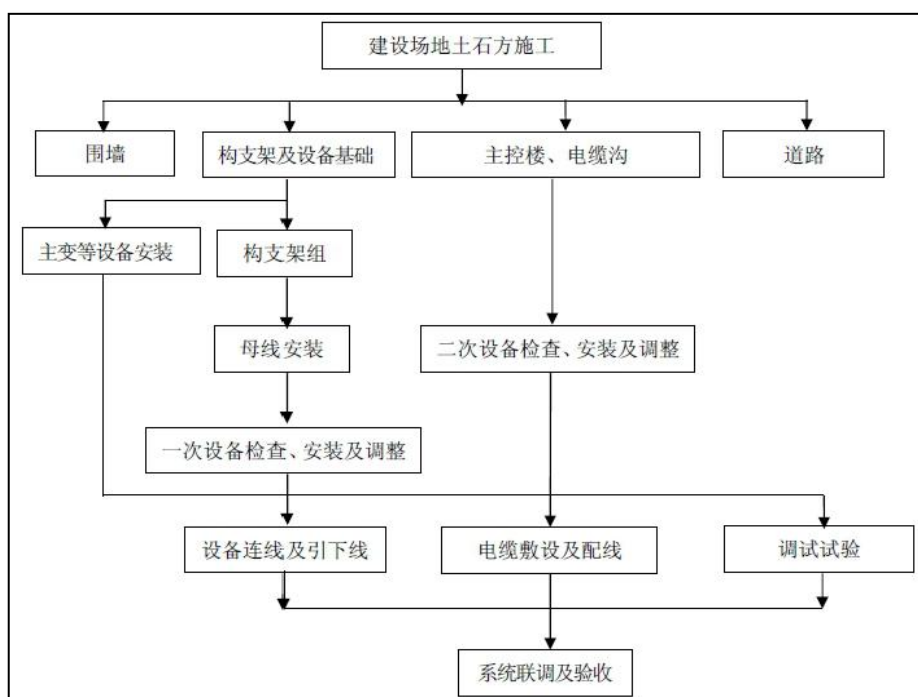 建设场地土石方施工
围墙
构支架及设备基础
主控楼、电缆沟
道路
主变等设备安装
构支架组
母线安装
二次设备检查、安装及调整
一次设备检查、安装及调整
设备连线及引下线
电缆敷设及配线
调试试验
系统联调及验收